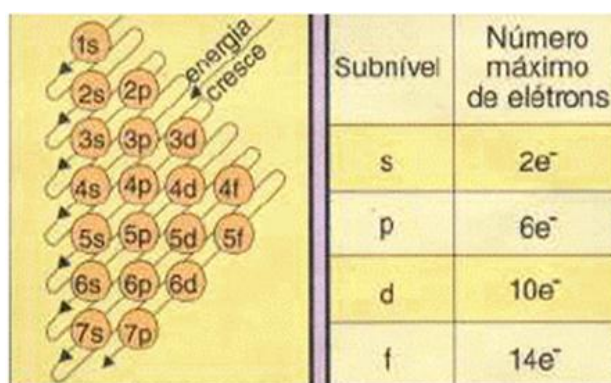 1s
2s 2p
energia
cresce
3s 3p 3d
4s 4p 4d 4f
5s 5p 5d 5f
6s 6p 6d
7s 7p
Subnível
Número
máximo
de elétrons
s 2e⁻
p 6e⁻
d 10e⁻
f 14e⁻